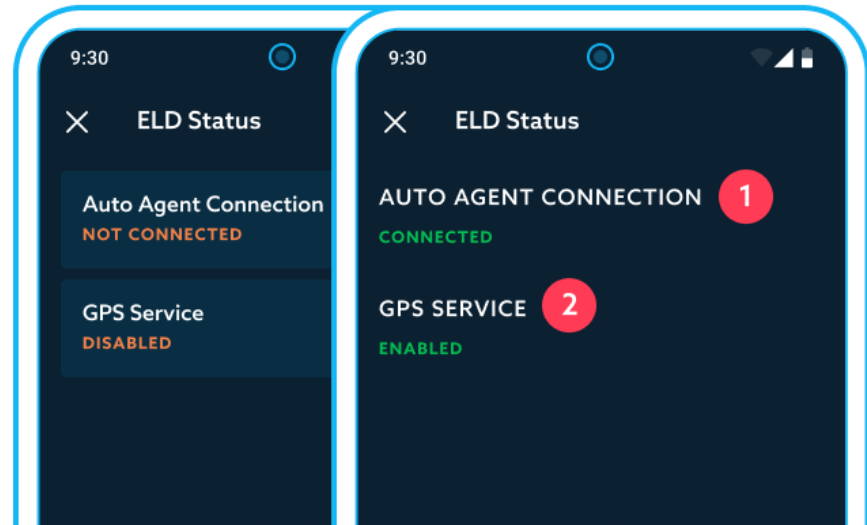 9:30
ELD Status
Auto Agent Connection
NOT CONNECTED
GPS Service
DISABLED
9:30
ELD Status
AUTO AGENT CONNECTION 1
CONNECTED
GPS SERVICE 2
ENABLED